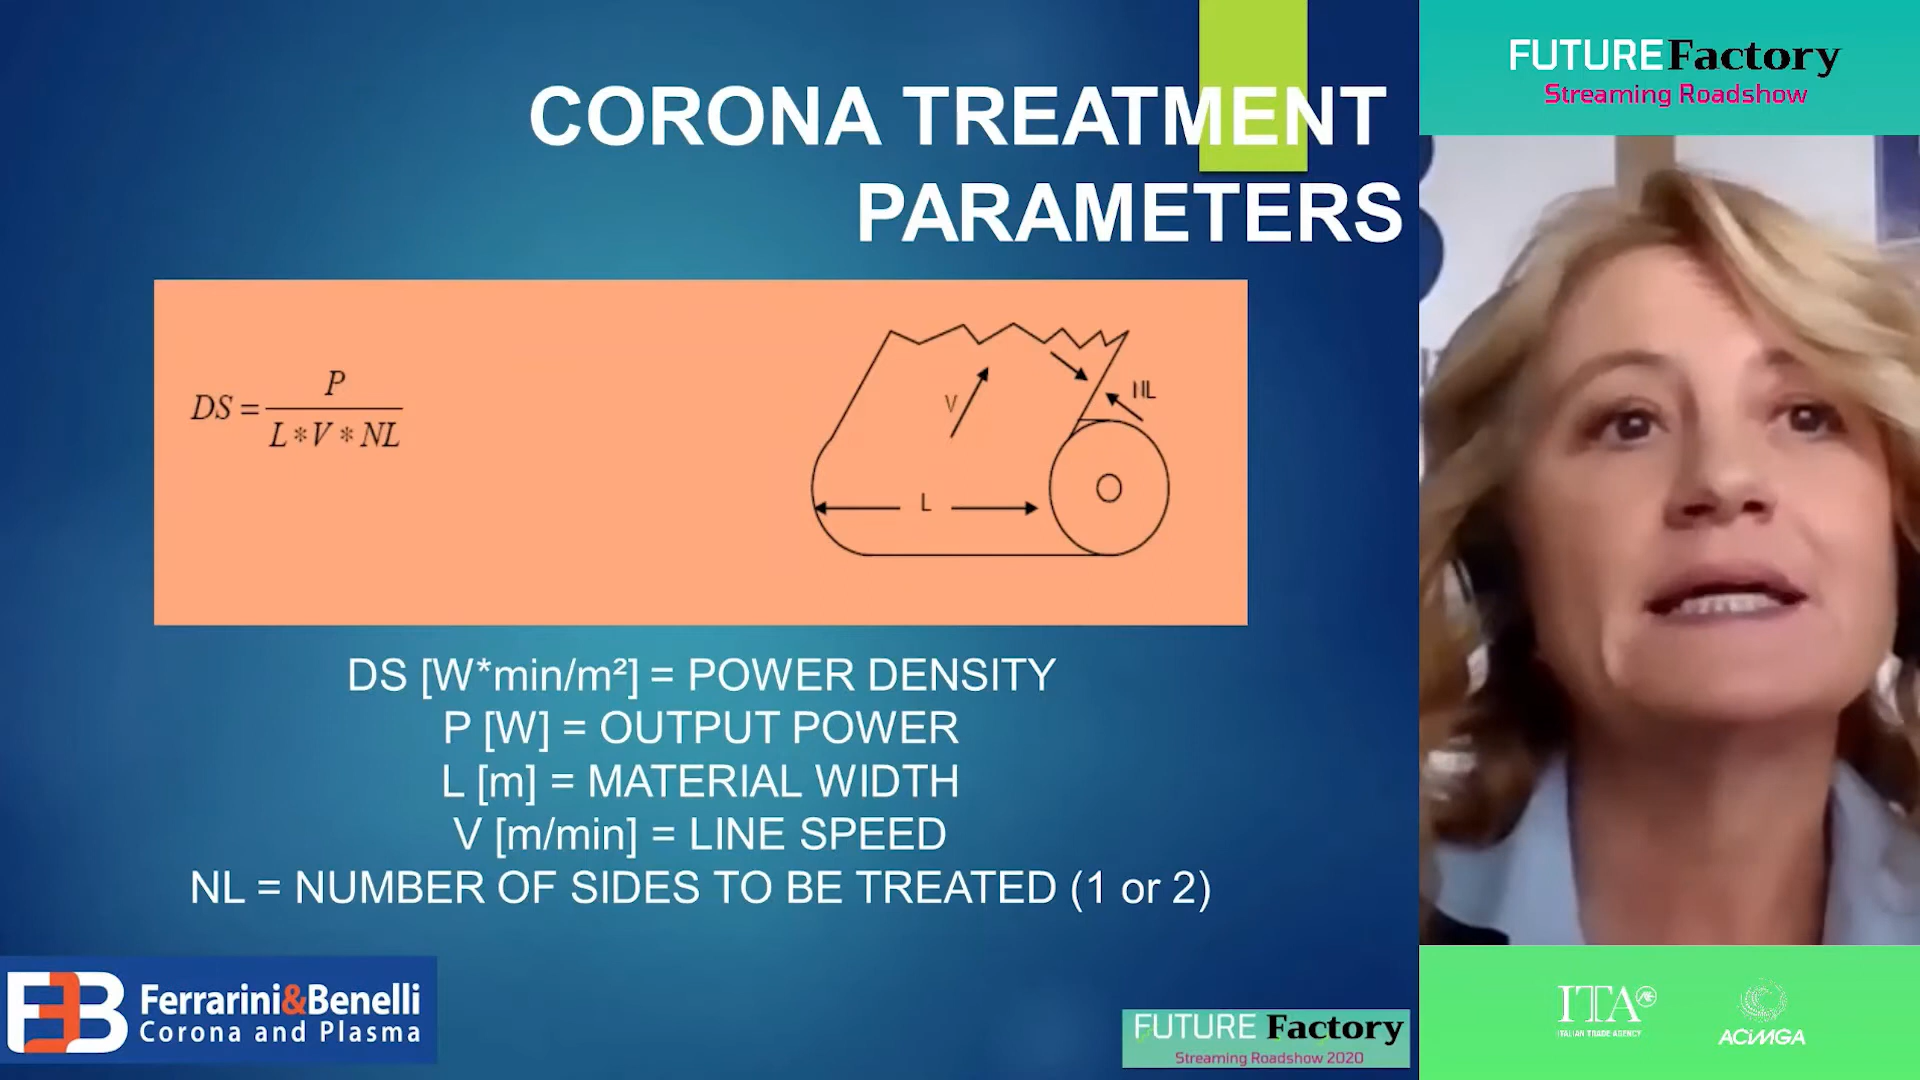 CORONA TREATMENT
PARAMETERS
DS = P / L * V * NL
V
NL
L
DS [W*min/m²] = POWER DENSITY
P [W] = OUTPUT POWER
L [m] = MATERIAL WIDTH
V [m/min] = LINE SPEED
NL = NUMBER OF SIDES TO BE TREATED (1 or 2)
Ferrarini&Benelli
Corona and Plasma
FUTURE Factory
Streaming Roadshow 2020
FUTUREFactory
Streaming Roadshow
ITA
ITALIAN TRADE AGENCY
ACIMGA